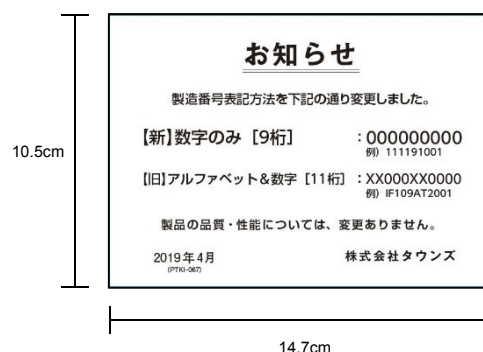 お知らせ
製造番号表記方法を下記の通り変更しました。
【新】数字のみ［9桁］ ：000000000
例）111191001
10.5cm
【旧】アルファベット＆数字［11桁］：XX000XX0000
例）IF109AT2001
製品の品質・性能については、変更ありません。
2019年4月 株式会社タウンズ
(PTKI-067)
14.7cm